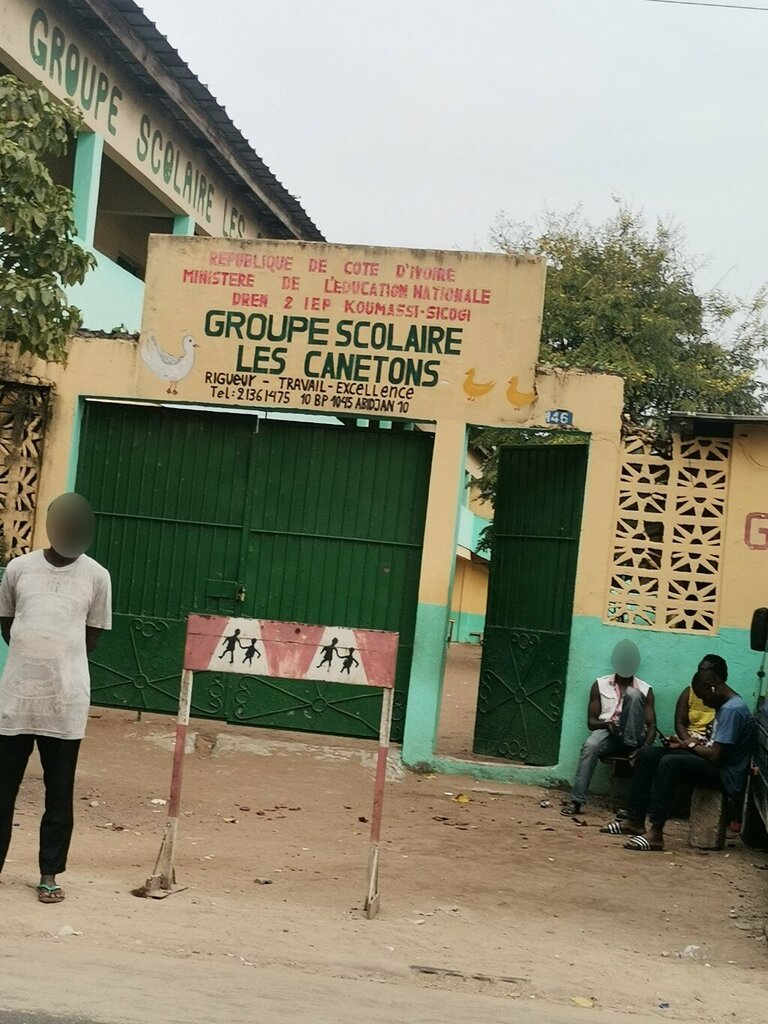 GROUPE SCOLAIRE LES
REPUBLIQUE DE COTE D'IVOIRE
MINISTERE DE L'EDUCATION NATIONALE
DREN 2 IEP KOUMASSI-SICOGI
GROUPE SCOLAIRE
LES CANETONS
RIGUEUR - TRAVAIL - EXCELLENCE
Tel: 21361475 10 BP 1045 ABIDJAN 10
46
G